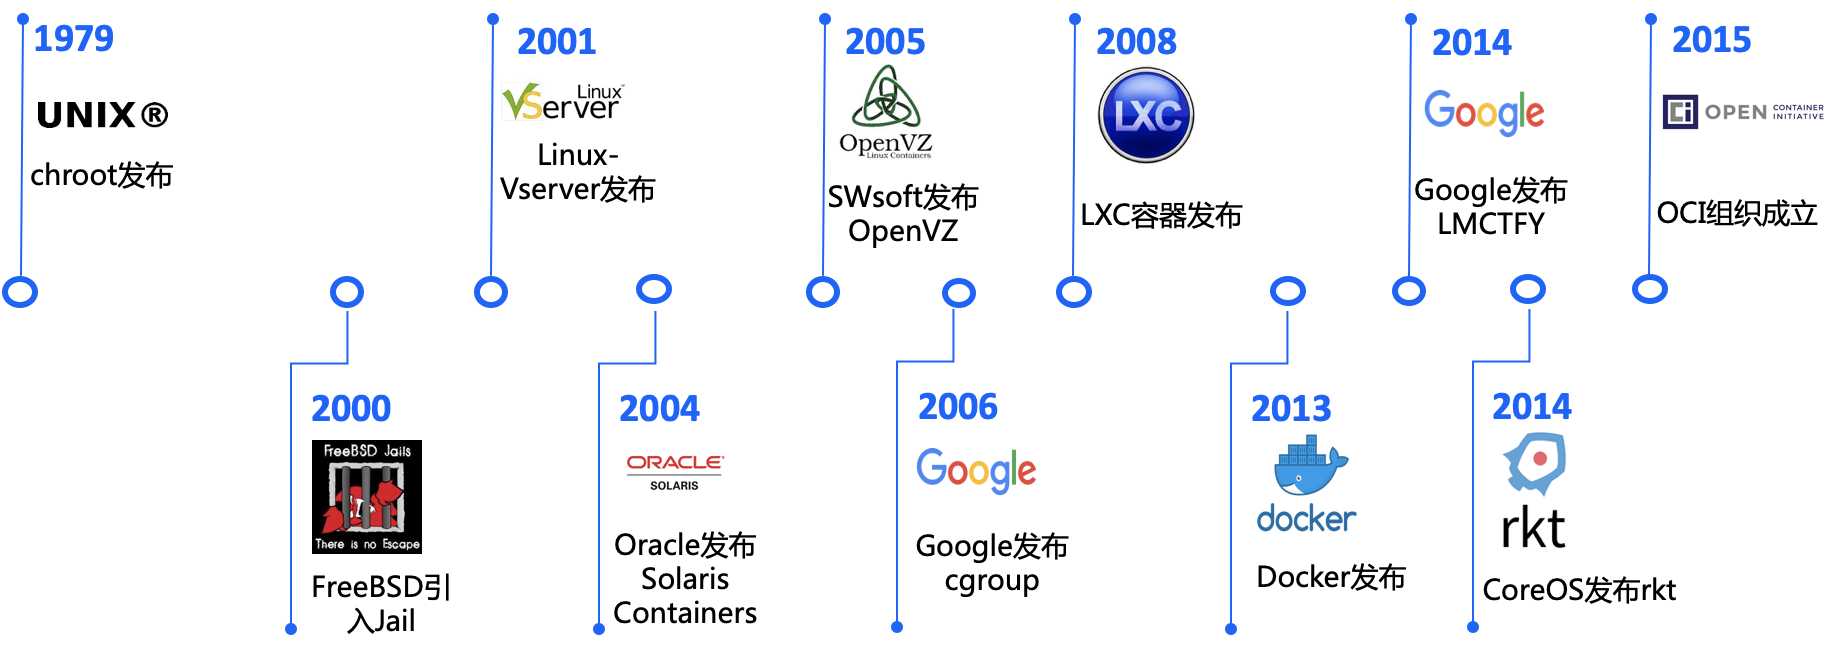 1979
UNIX®
chroot发布
2001
Linux™
VServer
Linux-
Vserver发布
2005
OpenVZ
Linux Containers
SWsoft发布
OpenVZ
2008
LXC
LXC容器发布
2014
Google
Google发布
LMCTFY
2015
Ci OPEN CONTAINER
INITIATIVE
OCI组织成立
2000
FreeBSD Jails
There is no Escape
FreeBSD引
入Jail
2004
ORACLE
SOLARIS
Oracle发布
Solaris
Containers
2006
Google
Google发布
cgroup
2013
docker
Docker发布
2014
rkt
CoreOS发布rkt